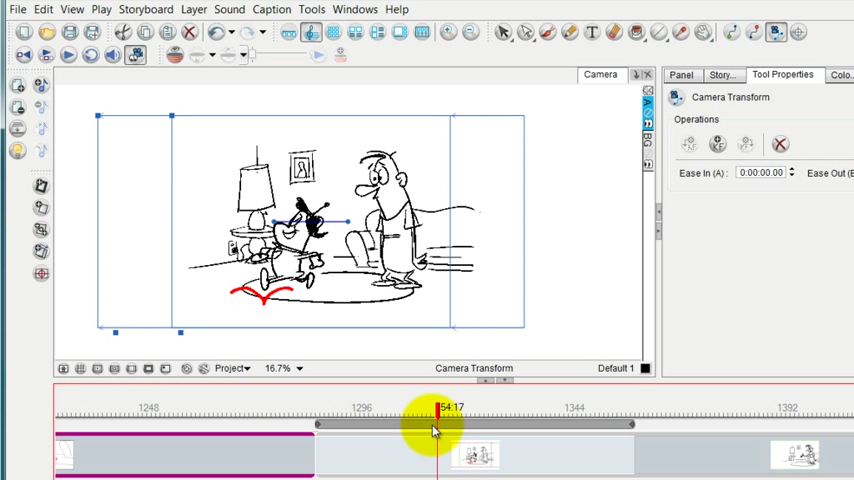 File Edit View Play Storyboard Layer Sound Caption Tools Windows Help
Camera
Panel Story... Tool Properties Colo...
Camera Transform
Operations
KF
Ease In (A) : 0:00:00.00 Ease Out (E
A
BG
Project 16.7% Camera Transform Default 1
1248 1296 54:17 1344 1392